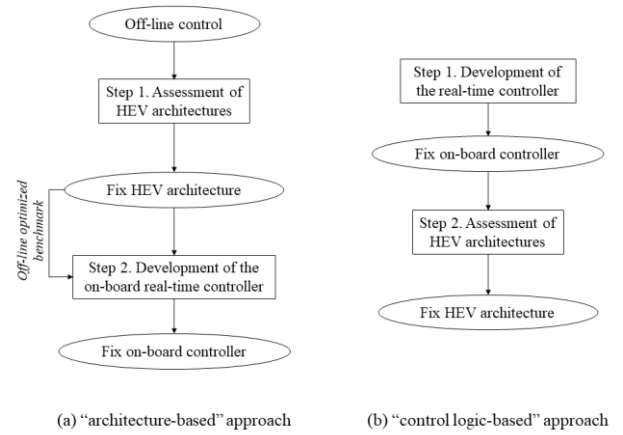 Off-line control
Step 1. Assessment of
HEV architectures
Fix HEV architecture
Off-line optimized
benchmark
Step 2. Development of the
on-board real-time controller
Fix on-board controller
(a) “architecture-based” approach
Step 1. Development of
the real-time controller
Fix on-board controller
Step 2. Assessment of
HEV architectures
Fix HEV architecture
(b) “control logic-based” approach